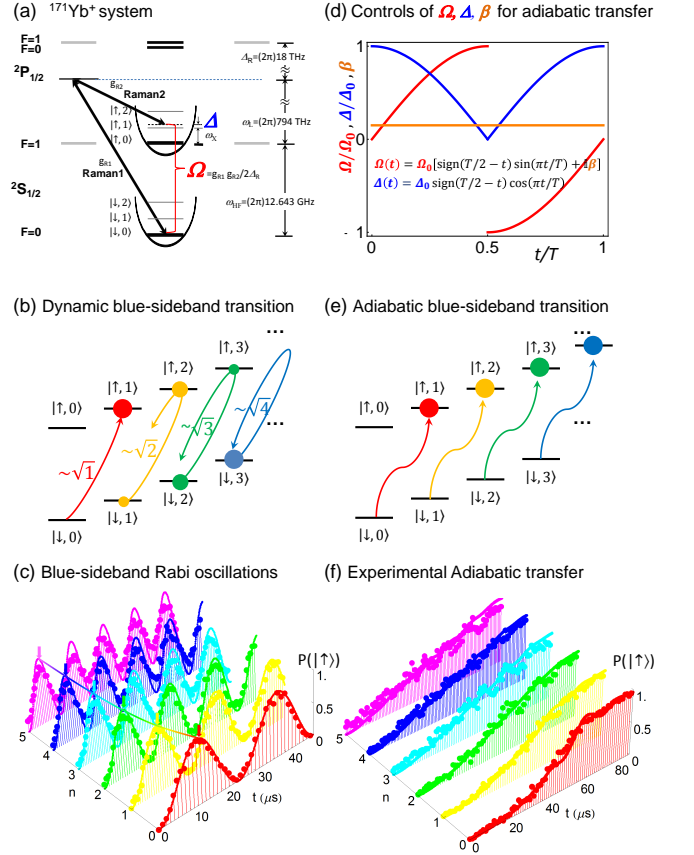 ¹⁷¹Yb⁺ system
F=1
F=0
²P₁/₂
Δ_R=(2π)18 THz
g_R2
Raman2
|↑, 2⟩
|↑, 1⟩
|↑, 0⟩
Δ
ω_X
ω_L=(2π)794 THz
F=1
g_R1
Raman1
Ω=g_R1 g_R2/2Δ_R
²S₁/₂
|↓, 2⟩
|↓, 1⟩
|↓, 0⟩
ω_HF=(2π)12.643 GHz
F=0
(a)
(d) Controls of Ω, Δ, β for adiabatic transfer
Ω/Ω₀, Δ/Δ₀, β
1
0
- 1
Ω(t) = Ω₀[sign(T/2 − t) sin(πt/T) + iβ]
Δ(t) = Δ₀ sign(T/2 − t) cos(πt/T)
0
0.5
1
t/T
(b) Dynamic blue-sideband transition
|↑, 0⟩
|↑, 1⟩
|↑, 2⟩
|↑, 3⟩
...
~√1
~√2
~√3
~√4
...
|↓, 0⟩
|↓, 1⟩
|↓, 2⟩
|↓, 3⟩
(e) Adiabatic blue-sideband transition
|↑, 0⟩
|↑, 1⟩
|↑, 2⟩
|↑, 3⟩
...
...
|↓, 0⟩
|↓, 1⟩
|↓, 2⟩
|↓, 3⟩
(c) Blue-sideband Rabi oscillations
P(|↑⟩)
1.
0.5
0
5
4
3
2
1
0
n
0
10
20
40
t (μs)
(f) Experimental Adiabatic transfer
P(|↑⟩)
1.
0.5
0
5
4
3
2
1
0
n
0
20
40
60
80
t (μs)